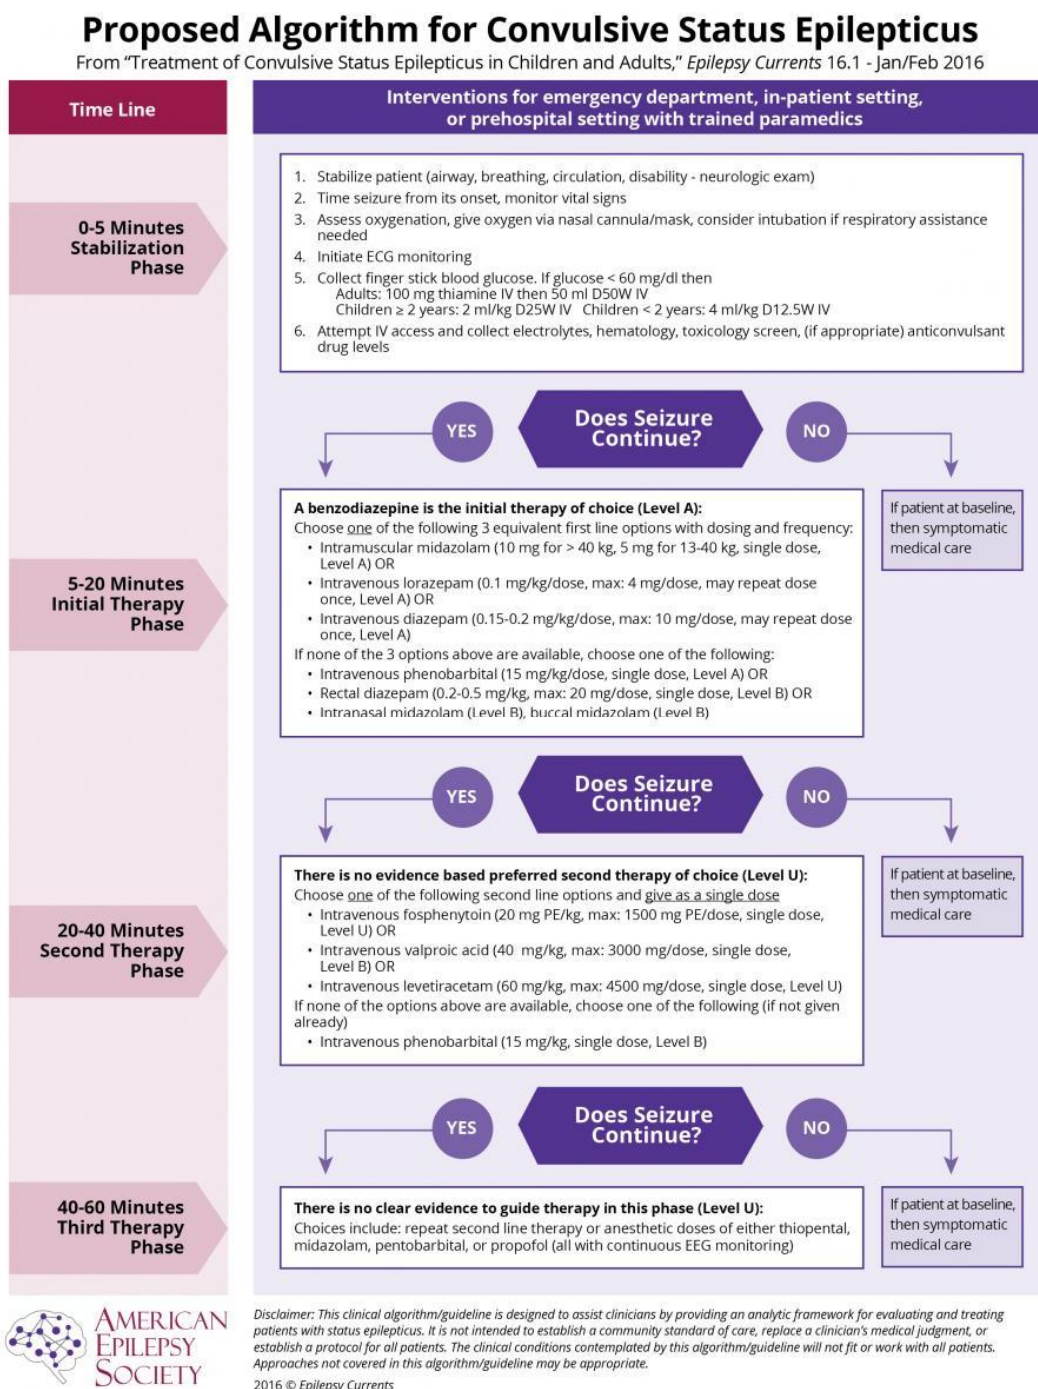 Proposed Algorithm for Convulsive Status Epilepticus
From “Treatment of Convulsive Status Epilepticus in Children and Adults,” Epilepsy Currents 16.1 - Jan/Feb 2016
Time Line
Interventions for emergency department, in-patient setting,
or prehospital setting with trained paramedics
0-5 Minutes
Stabilization
Phase
1. Stabilize patient (airway, breathing, circulation, disability - neurologic exam)
2. Time seizure from its onset, monitor vital signs
3. Assess oxygenation, give oxygen via nasal cannula/mask, consider intubation if respiratory assistance
needed
4. Initiate ECG monitoring
5. Collect finger stick blood glucose. If glucose < 60 mg/dl then
Adults: 100 mg thiamine IV then 50 ml D50W IV
Children ≥ 2 years: 2 ml/kg D25W IV Children < 2 years: 4 ml/kg D12.5W IV
6. Attempt IV access and collect electrolytes, hematology, toxicology screen, (if appropriate) anticonvulsant
drug levels
YES
Does Seizure
Continue?
NO
5-20 Minutes
Initial Therapy
Phase
A benzodiazepine is the initial therapy of choice (Level A):
Choose one of the following 3 equivalent first line options with dosing and frequency:
• Intramuscular midazolam (10 mg for > 40 kg, 5 mg for 13-40 kg, single dose,
Level A) OR
• Intravenous lorazepam (0.1 mg/kg/dose, max: 4 mg/dose, may repeat dose
once, Level A) OR
• Intravenous diazepam (0.15-0.2 mg/kg/dose, max: 10 mg/dose, may repeat dose
once, Level A)
If none of the 3 options above are available, choose one of the following:
• Intravenous phenobarbital (15 mg/kg/dose, single dose, Level A) OR
• Rectal diazepam (0.2-0.5 mg/kg, max: 20 mg/dose, single dose, Level B) OR
• Intranasal midazolam (Level B), buccal midazolam (Level B)
If patient at baseline,
then symptomatic
medical care
YES
Does Seizure
Continue?
NO
20-40 Minutes
Second Therapy
Phase
There is no evidence based preferred second therapy of choice (Level U):
Choose one of the following second line options and give as a single dose
• Intravenous fosphenytoin (20 mg PE/kg, max: 1500 mg PE/dose, single dose,
Level U) OR
• Intravenous valproic acid (40 mg/kg, max: 3000 mg/dose, single dose,
Level B) OR
• Intravenous levetiracetam (60 mg/kg, max: 4500 mg/dose, single dose, Level U)
If none of the options above are available, choose one of the following (if not given
already)
• Intravenous phenobarbital (15 mg/kg, single dose, Level B)
If patient at baseline,
then symptomatic
medical care
YES
Does Seizure
Continue?
NO
40-60 Minutes
Third Therapy
Phase
There is no clear evidence to guide therapy in this phase (Level U):
Choices include: repeat second line therapy or anesthetic doses of either thiopental,
midazolam, pentobarbital, or propofol (all with continuous EEG monitoring)
If patient at baseline,
then symptomatic
medical care
AMERICAN
EPILEPSY
SOCIETY
Disclaimer: This clinical algorithm/guideline is designed to assist clinicians by providing an analytic framework for evaluating and treating
patients with status epilepticus. It is not intended to establish a community standard of care, replace a clinician’s medical judgment, or
establish a protocol for all patients. The clinical conditions contemplated by this algorithm/guideline will not fit or work with all patients.
Approaches not covered in this algorithm/guideline may be appropriate.
2016 © Epilepsy Currents